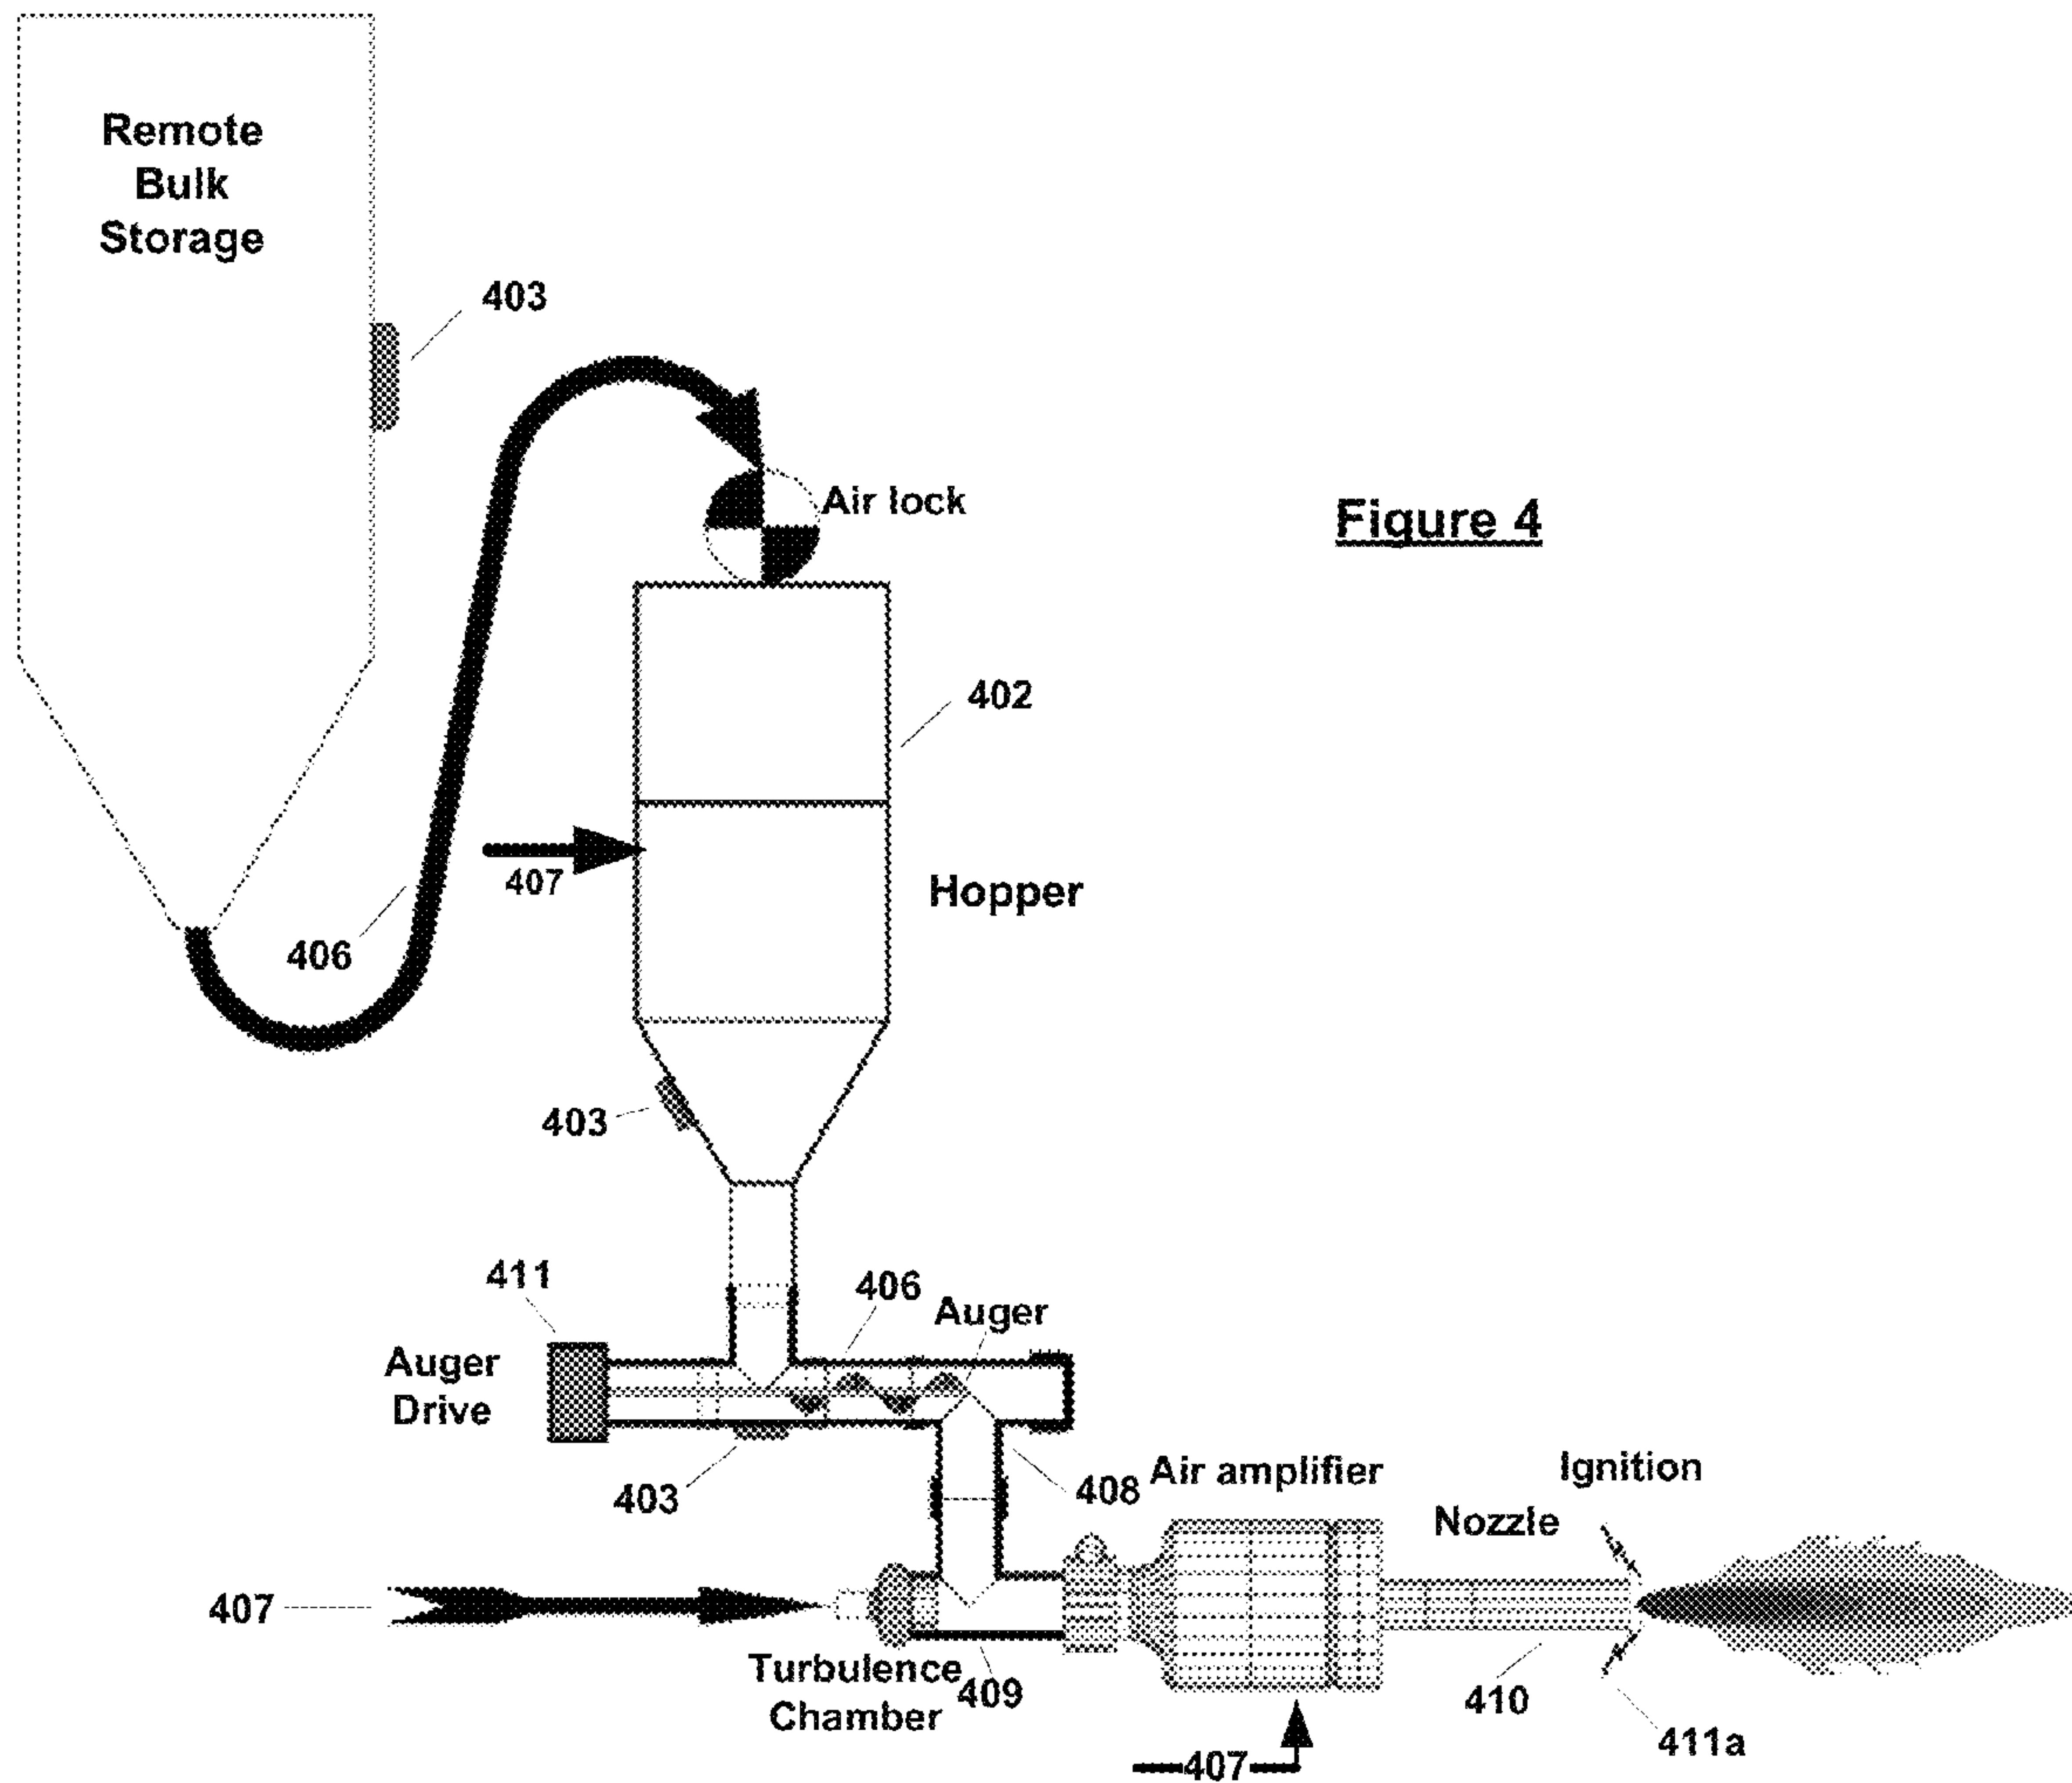 Remote
Bulk
Storage
403
Air lock
Figure 4
402
407
Hopper
406
403
411
406
Auger
Auger
Drive
403
408
Air amplifier
Ignition
Nozzle
407
Turbulence
Chamber
409
410
411a
407